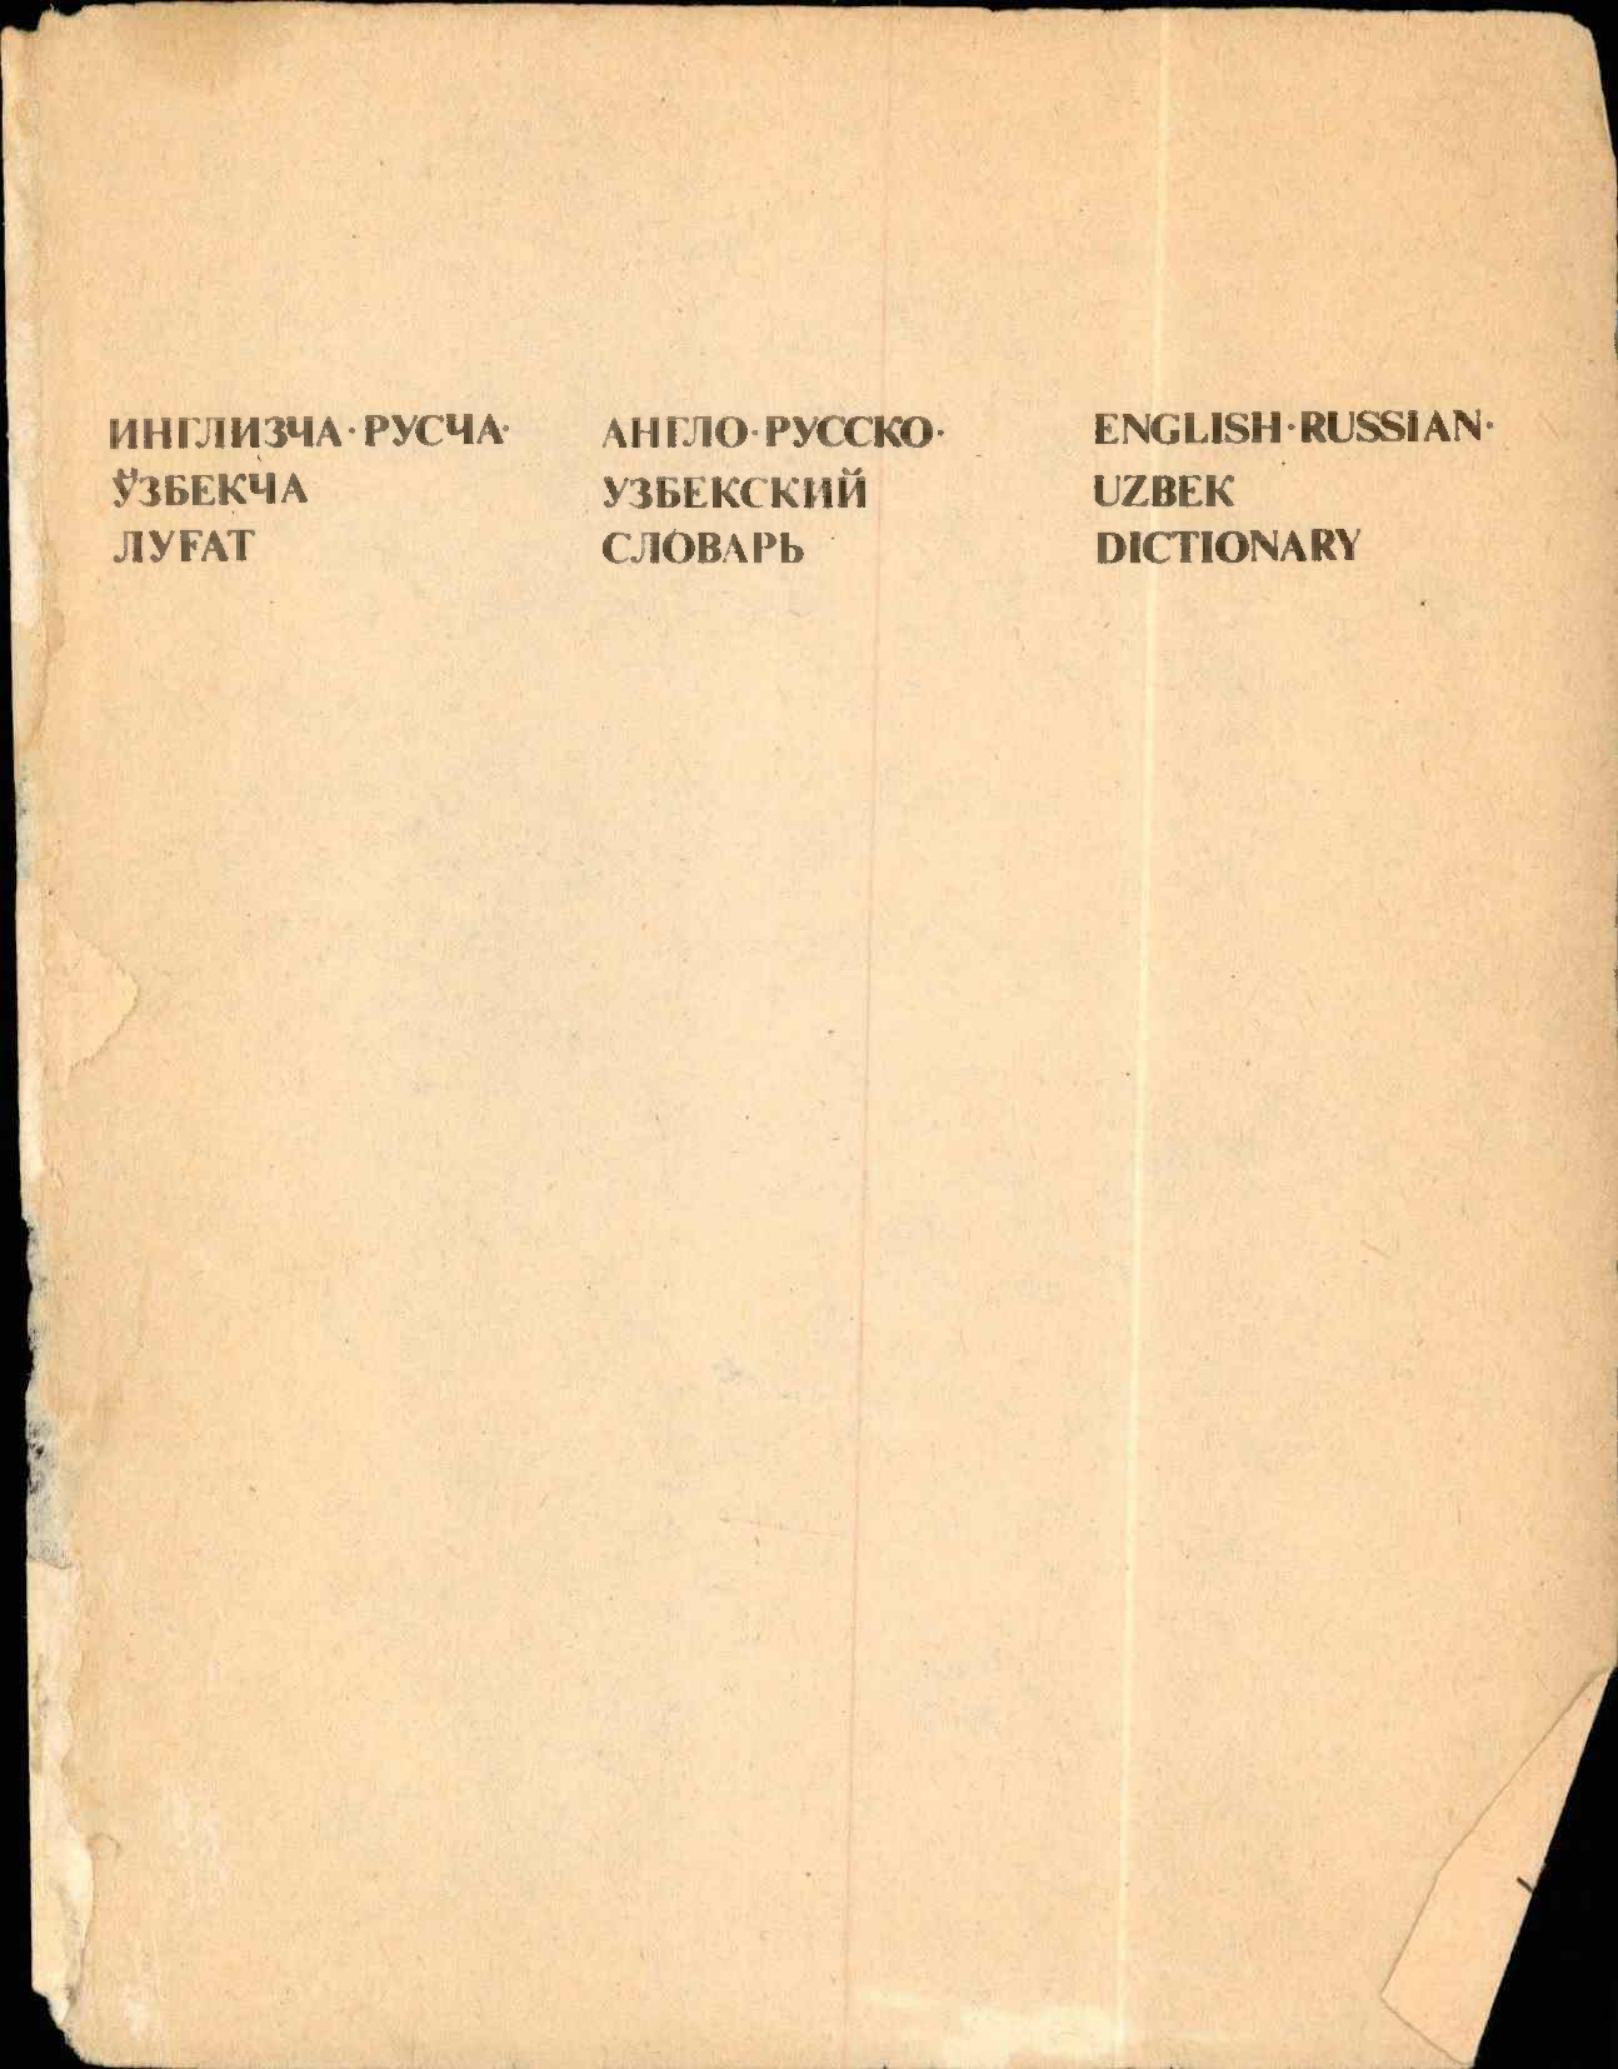 ИНГЛИЗЧА·РУСЧА·
ЎЗБЕКЧА
ЛУҒАТ
АНГЛО·РУССКО·
УЗБЕКСКИЙ
СЛОВАРЬ
ENGLISH·RUSSIAN·
UZBEK
DICTIONARY